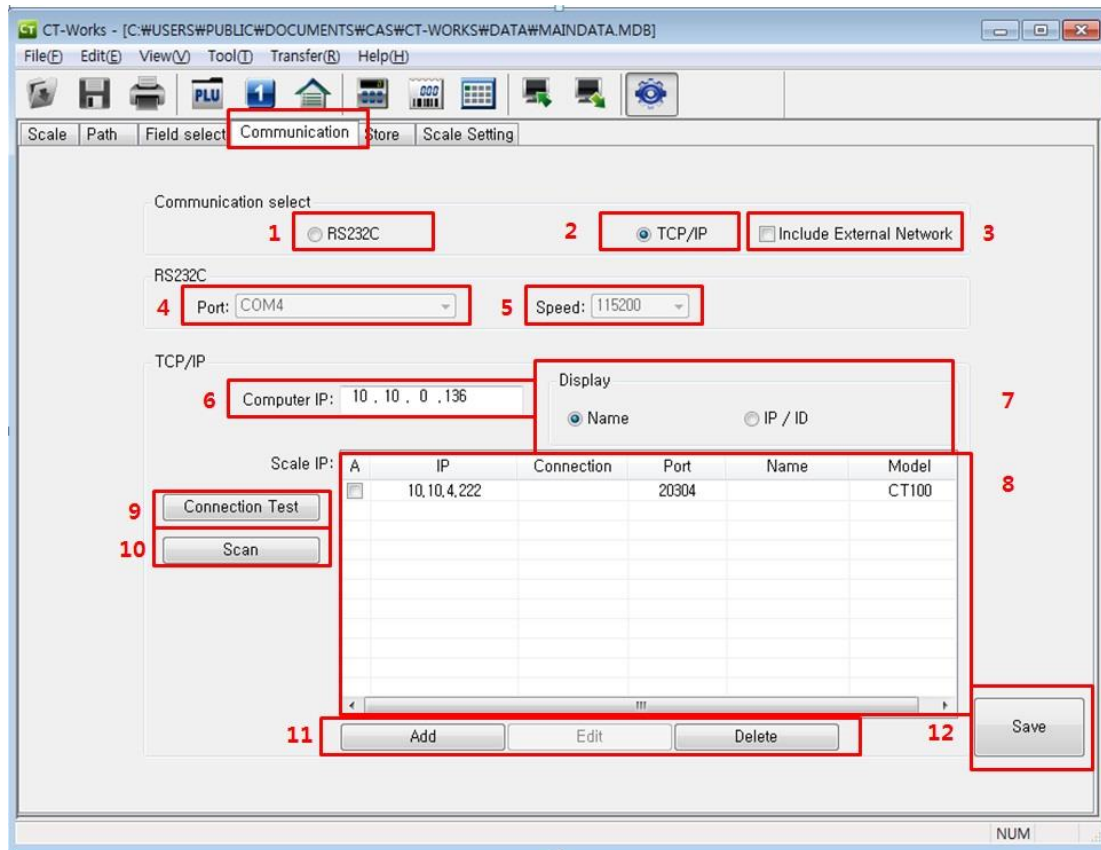 CT-Works - [C:₩USERS₩PUBLIC₩DOCUMENTS₩CAS₩CT-WORKS₩DATA₩MAINDATA.MDB]
File(F) Edit(E) View(V) Tool(T) Transfer(R) Help(H)
PLU 1 000
Scale Path Field select Communication Store Scale Setting
Communication select
1 RS232C 2 TCP/IP Include External Network 3
RS232C
4 Port: COM4 5 Speed: 115200
TCP/IP
Display
6 Computer IP: 10 . 10 . 0 .136 7
Name IP / ID
Scale IP: A IP Connection Port Name Model
10,10,4,222 20304 CT100 8
9 Connection Test
10 Scan
11 Add Edit Delete 12 Save
NUM